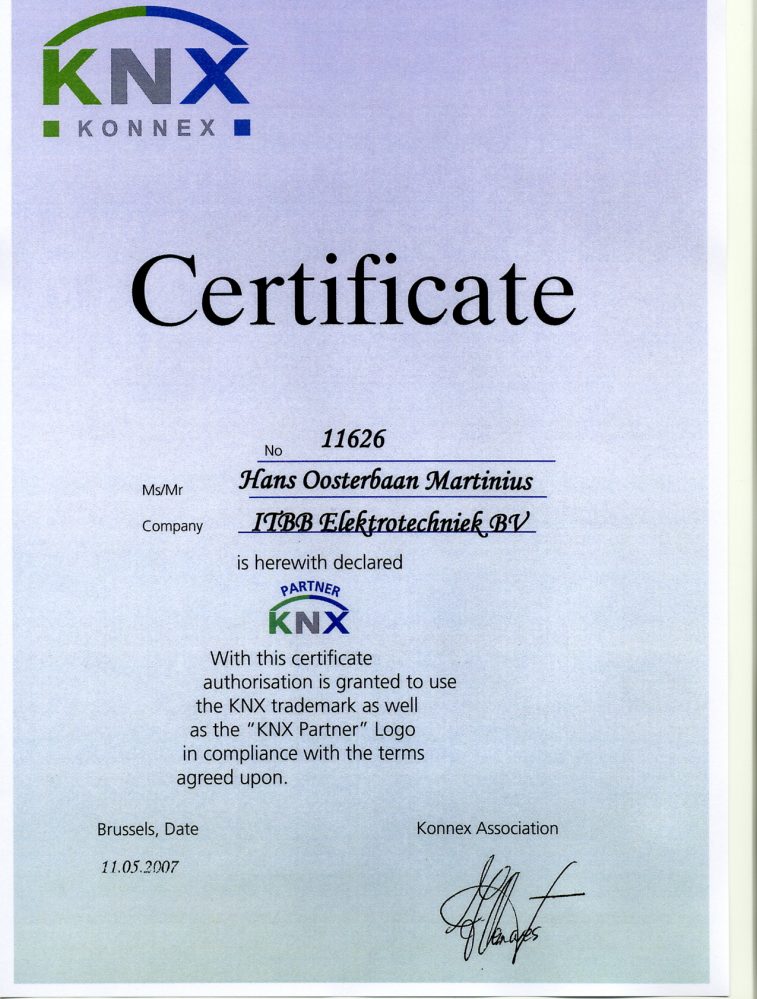 KNX
KONNEX
Certificate
No 11626
Ms/Mr Hans Oosterbaan Martinius
Company ITBB Elektrotechniek BV
is herewith declared
PARTNER
KNX
With this certificate
authorisation is granted to use
the KNX trademark as well
as the “KNX Partner” Logo
in compliance with the terms
agreed upon.
Brussels, Date
Konnex Association
11.05.2007